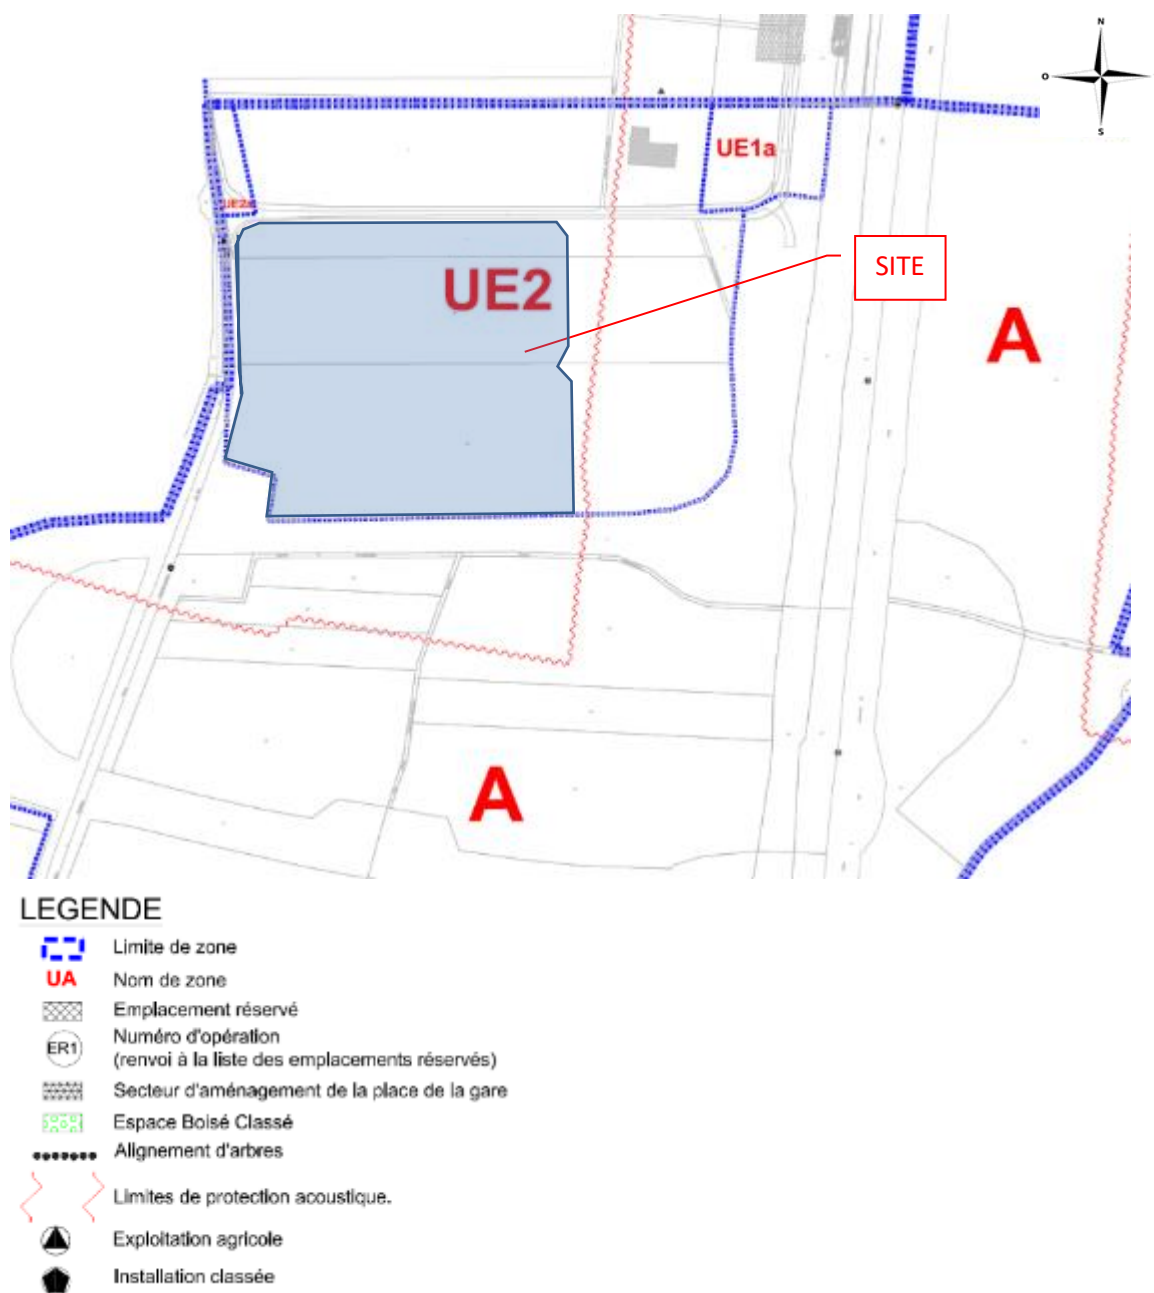 N
O
S
UE1a
UE2a
UE2
SITE
A
A
LEGENDE
Limite de zone
UA Nom de zone
Emplacement réservé
ER1 Numéro d'opération
(renvoi à la liste des emplacements réservés)
Secteur d'aménagement de la place de la gare
Espace Boisé Classé
Alignement d'arbres
Limites de protection acoustique.
Exploitation agricole
Installation classée